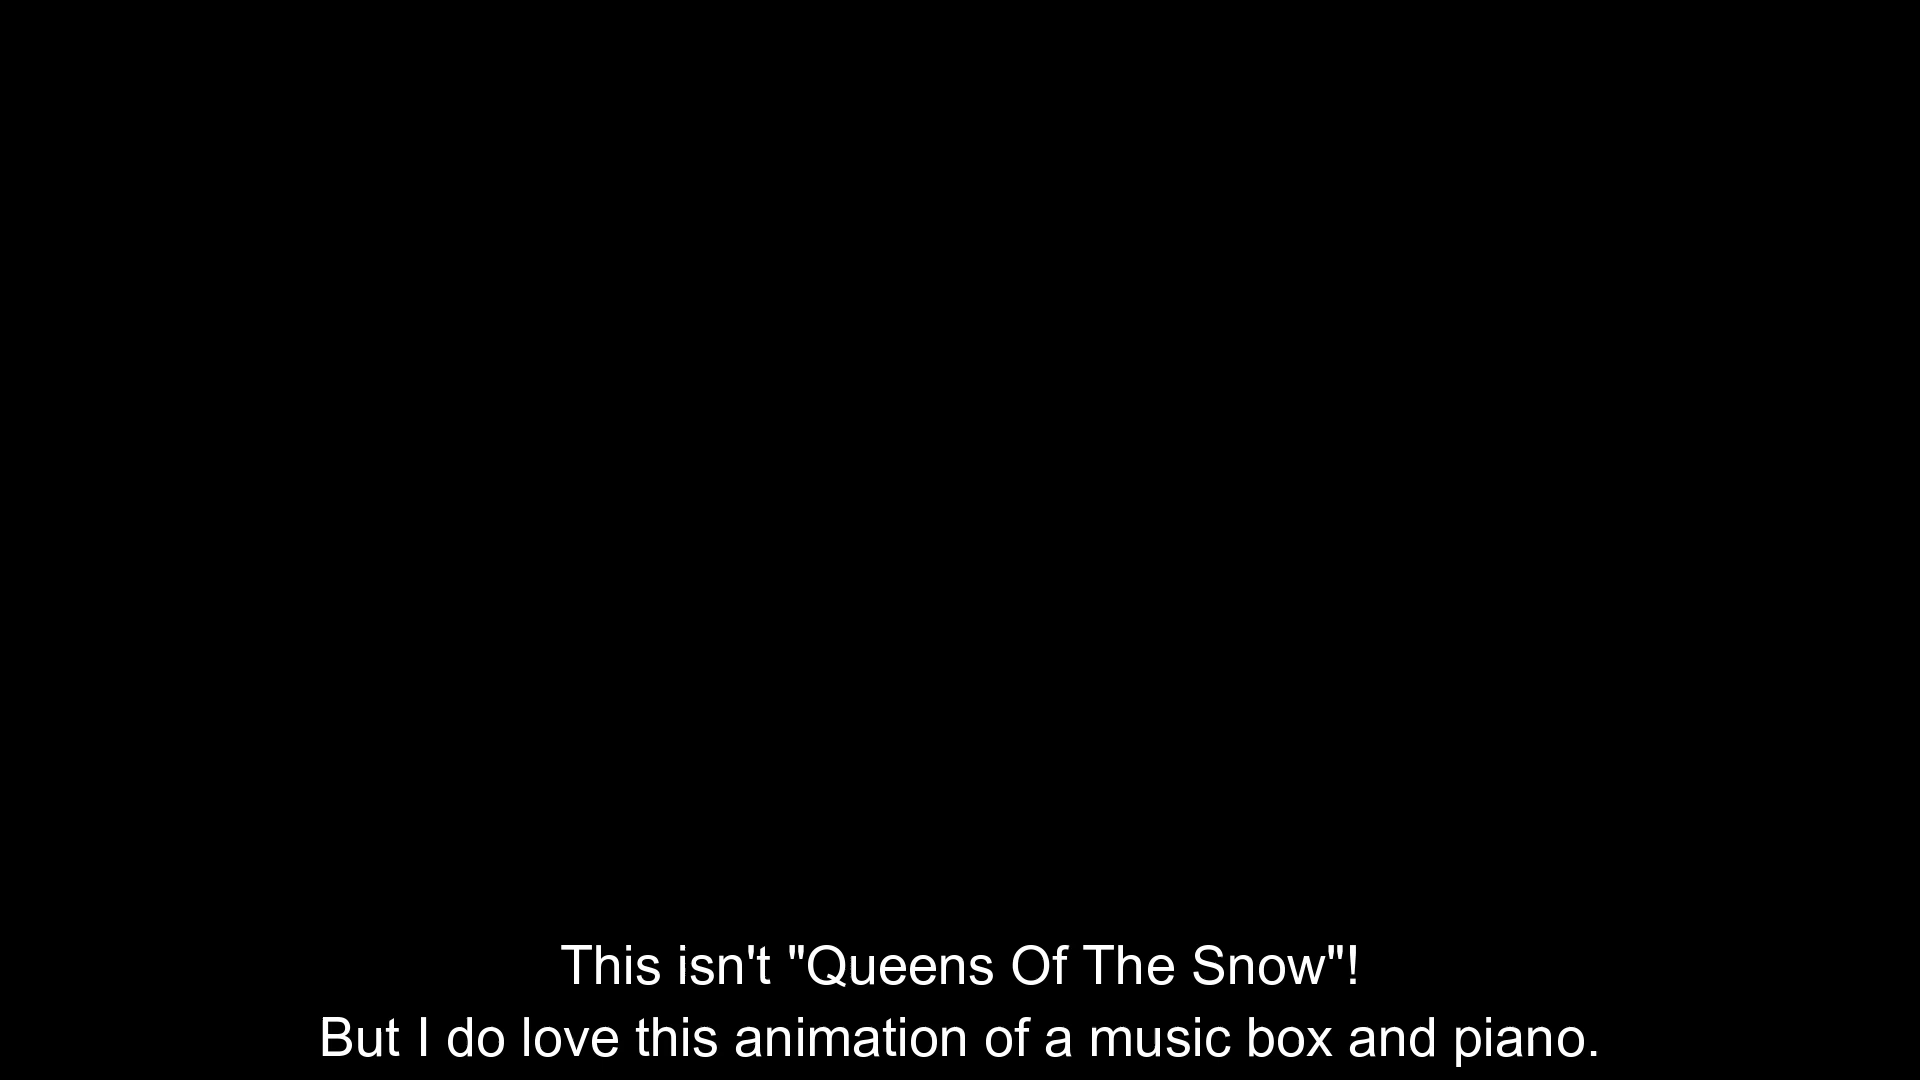 This isn't "Queens Of The Snow"!
But I do love this animation of a music box and piano.